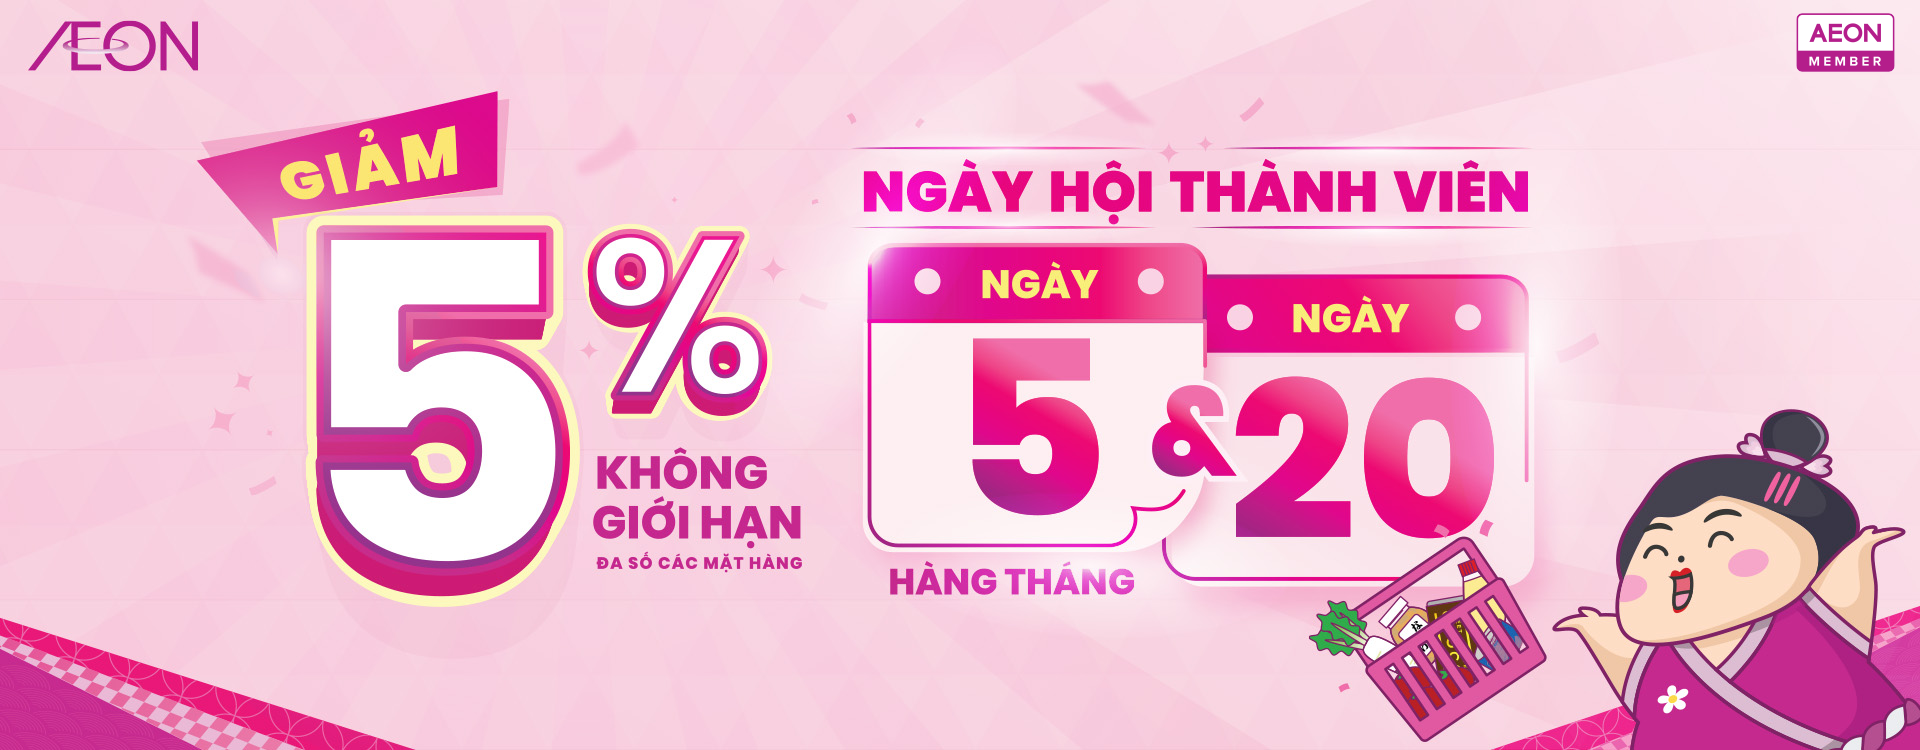 ÆON
AEON
MEMBER
GIẢM
5%
KHÔNG
GIỚI HẠN
ĐA SỐ CÁC MẶT HÀNG
NGÀY HỘI THÀNH VIÊN
NGÀY
5
&
NGÀY
20
HÀNG THÁNG